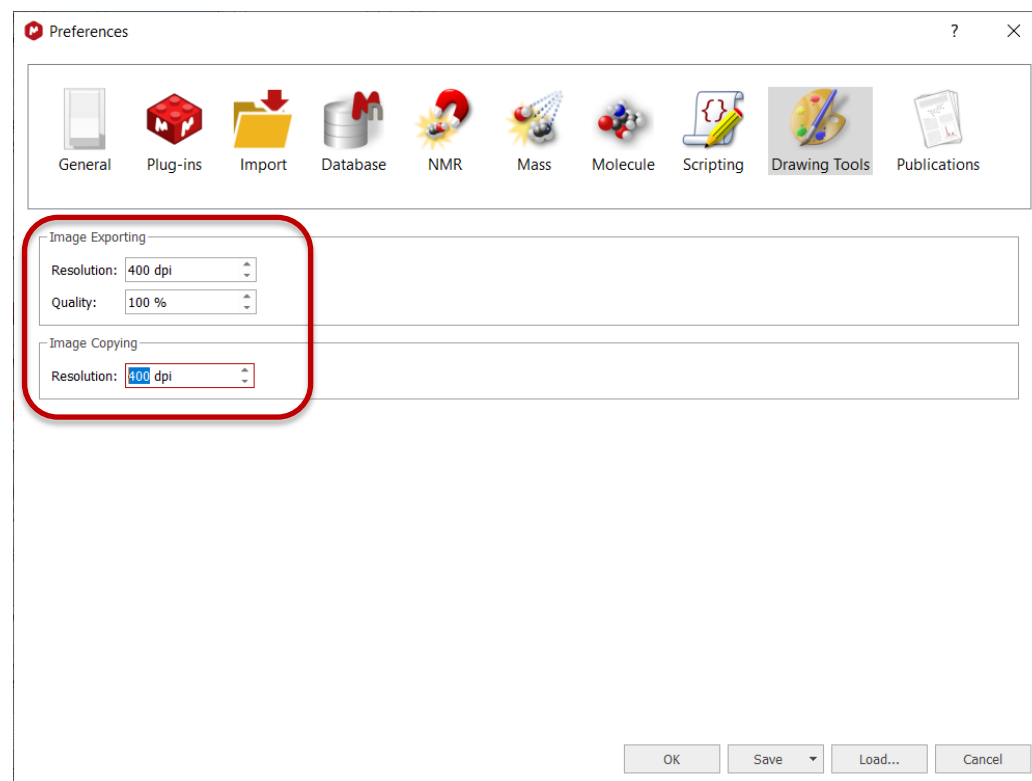 Preferences
?
General Plug-ins Import Database NMR Mass Molecule Scripting Drawing Tools Publications
Image Exporting
Resolution: 400 dpi
Quality: 100 %
Image Copying
Resolution: 400 dpi
OK Save Load... Cancel